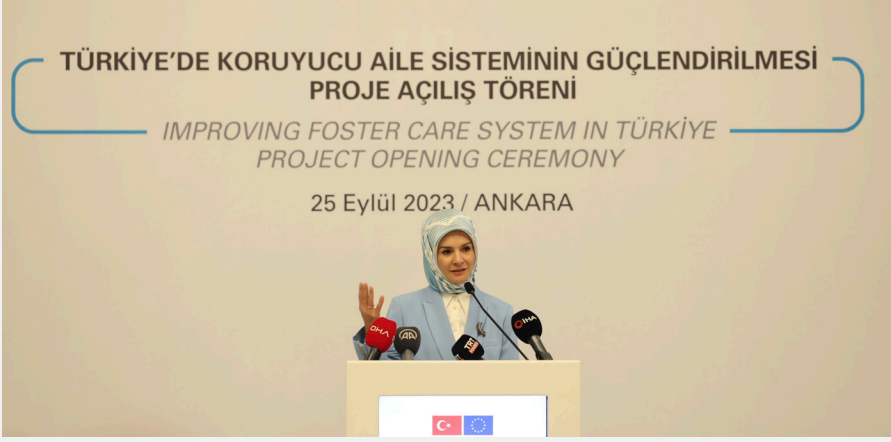 TÜRKİYE'DE KORUYUCU AİLE SİSTEMİNİN GÜÇLENDİRİLMESİ
PROJE AÇILIŞ TÖRENİ
IMPROVING FOSTER CARE SYSTEM IN TÜRKİYE
PROJECT OPENING CEREMONY
25 Eylül 2023 / ANKARA
DHA
AA
TRT
İHA